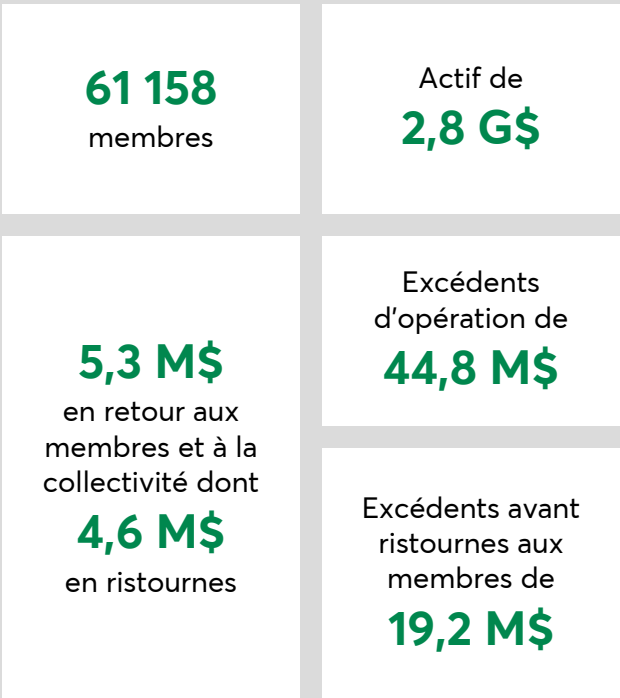 61 158
membres
Actif de
2,8 G$
5,3 M$
en retour aux
membres et à la
collectivité dont
4,6 M$
en ristournes
Excédents
d'opération de
44,8 M$
Excédents avant
ristournes aux
membres de
19,2 M$